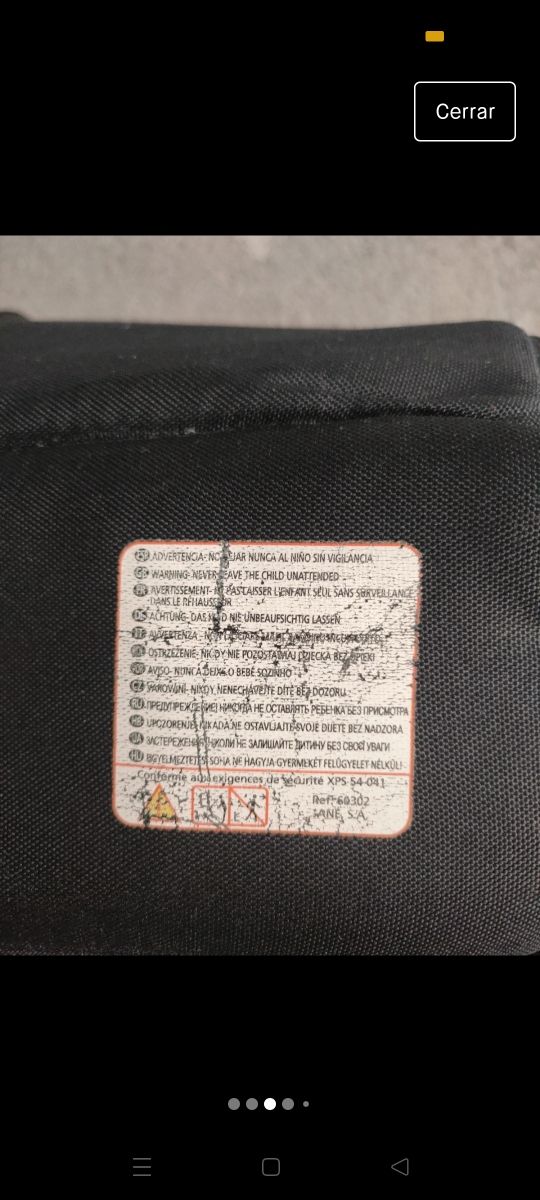 Cerrar
ADVERTENCIA- NO DEJAR NUNCA AL NIÑO SIN VIGILANCIA
WARNING- NEVER LEAVE THE CHILD UNATTENDED
AVERTISSEMENT- NE PAS LAISSER L'ENFANT SEUL SANS SURVEILLANCE
DANS LE REHAUSSEUR
ACHTUNG- DAS KIND NIE UNBEAUFSICHTIG LASSEN
AVVERTENZA
OSTRZEŻENIE- NIGDY NIE POZOSTAWIAJ DZIECKA BEZ OPIEKI
AVISO- NUNCA DEIXE O BEBÉ SOZINHO
VAROVÁNÍ- NIKDY NENECHÁVEJTE DÍTĚ BEZ DOZORU
RU ПРЕДУПРЕЖДЕНИЕ! НИКОГДА НЕ ОСТАВЛЯТЬ РЕБЕНКА БЕЗ ПРИСМОТРА
UPOZORENJE- NIKADA NE OSTAVLJAJTE SVOJE DIJETE BEZ NADZORA
UA ЗАСТЕРЕЖЕННЯ НІКОЛИ НЕ ЗАЛИШАЙТЕ ДИТИНУ БЕЗ СВОЄЇ УВАГИ
HU FIGYELMEZTETÉS SOHA NE HAGYJA GYERMEKÉT FELÜGYELET NÉLKÜL!
Conforme aux exigences de sécurité XPS 54-041
Ref: 60302
JANÉ, S.A.